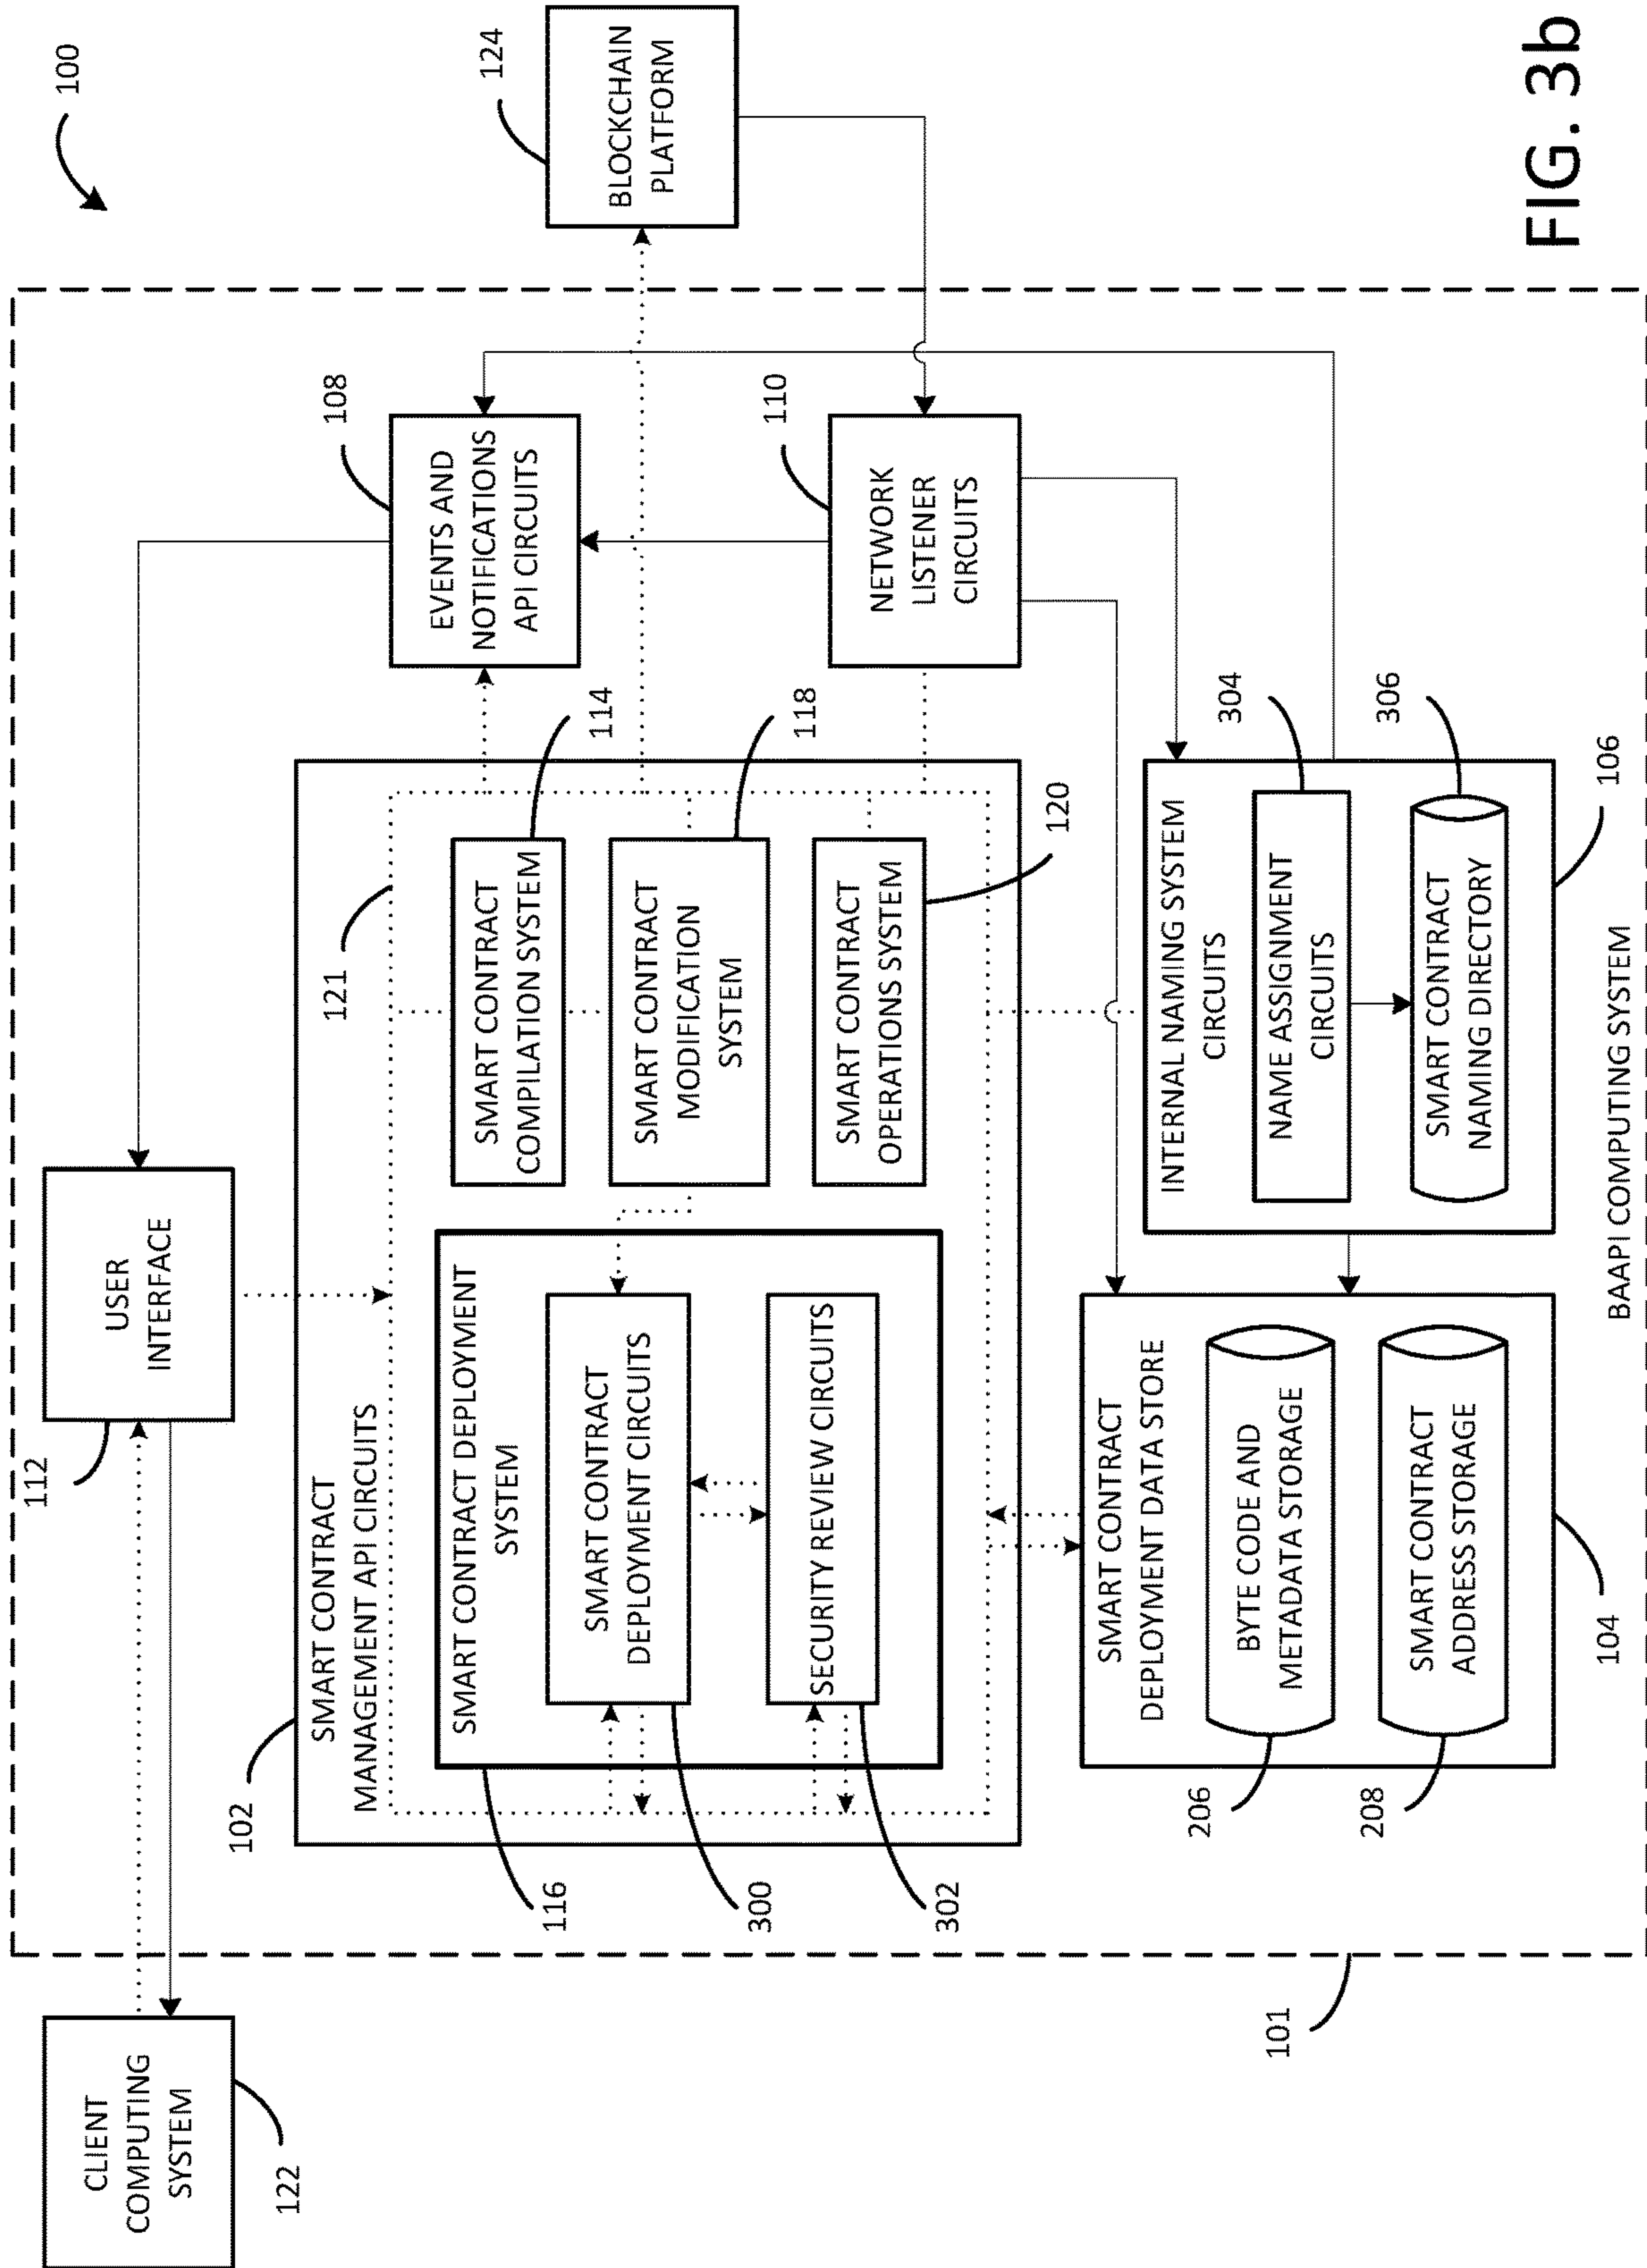 100
CLIENT
COMPUTING
SYSTEM
122
USER
INTERFACE
112
EVENTS AND
NOTIFICATIONS
API CIRCUITS
108
BLOCKCHAIN
PLATFORM
124
102
SMART CONTRACT
MANAGEMENT API CIRCUITS
121
SMART CONTRACT DEPLOYMENT
SYSTEM
SMART CONTRACT
DEPLOYMENT CIRCUITS
SECURITY REVIEW CIRCUITS
116
300
302
SMART CONTRACT
COMPILATION SYSTEM
114
SMART CONTRACT
MODIFICATION
SYSTEM
118
SMART CONTRACT
OPERATIONS SYSTEM
120
NETWORK
LISTENER
CIRCUITS
110
SMART CONTRACT
DEPLOYMENT DATA STORE
BYTE CODE AND
METADATA STORAGE
206
SMART CONTRACT
ADDRESS STORAGE
208
104
INTERNAL NAMING SYSTEM
CIRCUITS
NAME ASSIGNMENT
CIRCUITS
304
SMART CONTRACT
NAMING DIRECTORY
306
106
101
BAAPI COMPUTING SYSTEM
FIG. 3b